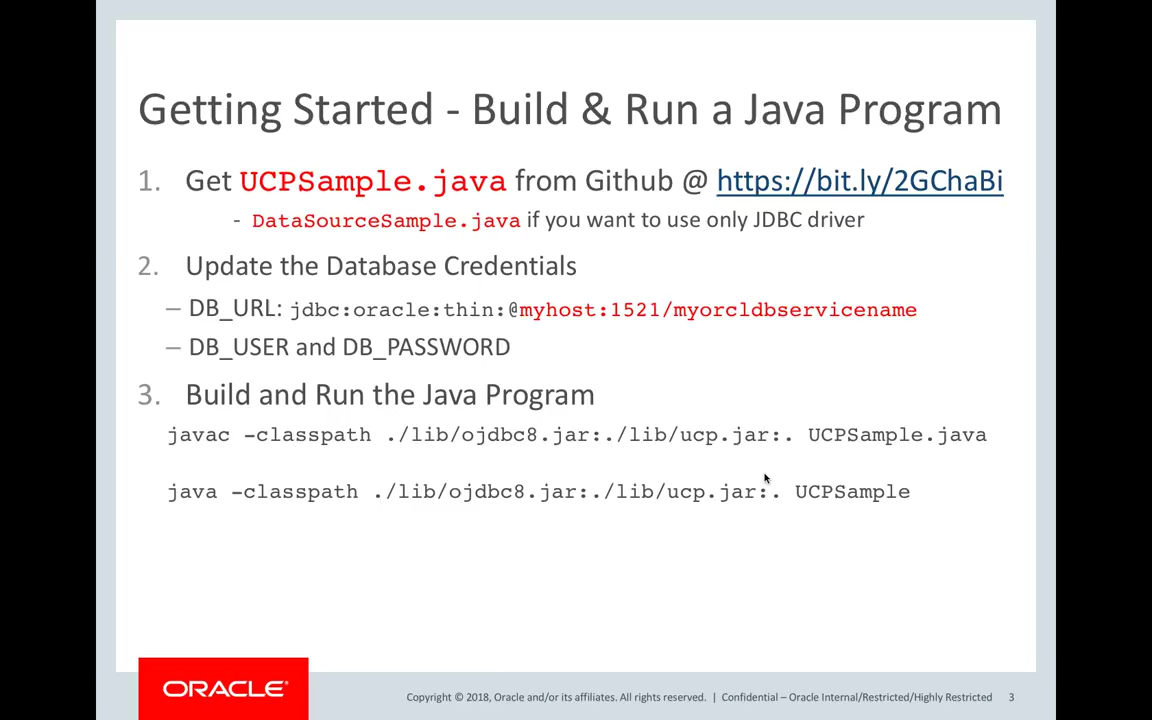 Getting Started - Build & Run a Java Program
1. Get UCPSample.java from Github @ https://bit.ly/2GChaBi
- DataSourceSample.java if you want to use only JDBC driver
2. Update the Database Credentials
– DB_URL: jdbc:oracle:thin:@myhost:1521/myorcldbservicename
– DB_USER and DB_PASSWORD
3. Build and Run the Java Program
javac -classpath ./lib/ojdbc8.jar:./lib/ucp.jar:. UCPSample.java
java -classpath ./lib/ojdbc8.jar:./lib/ucp.jar:. UCPSample
ORACLE®
Copyright © 2018, Oracle and/or its affiliates. All rights reserved. | Confidential – Oracle Internal/Restricted/Highly Restricted 3